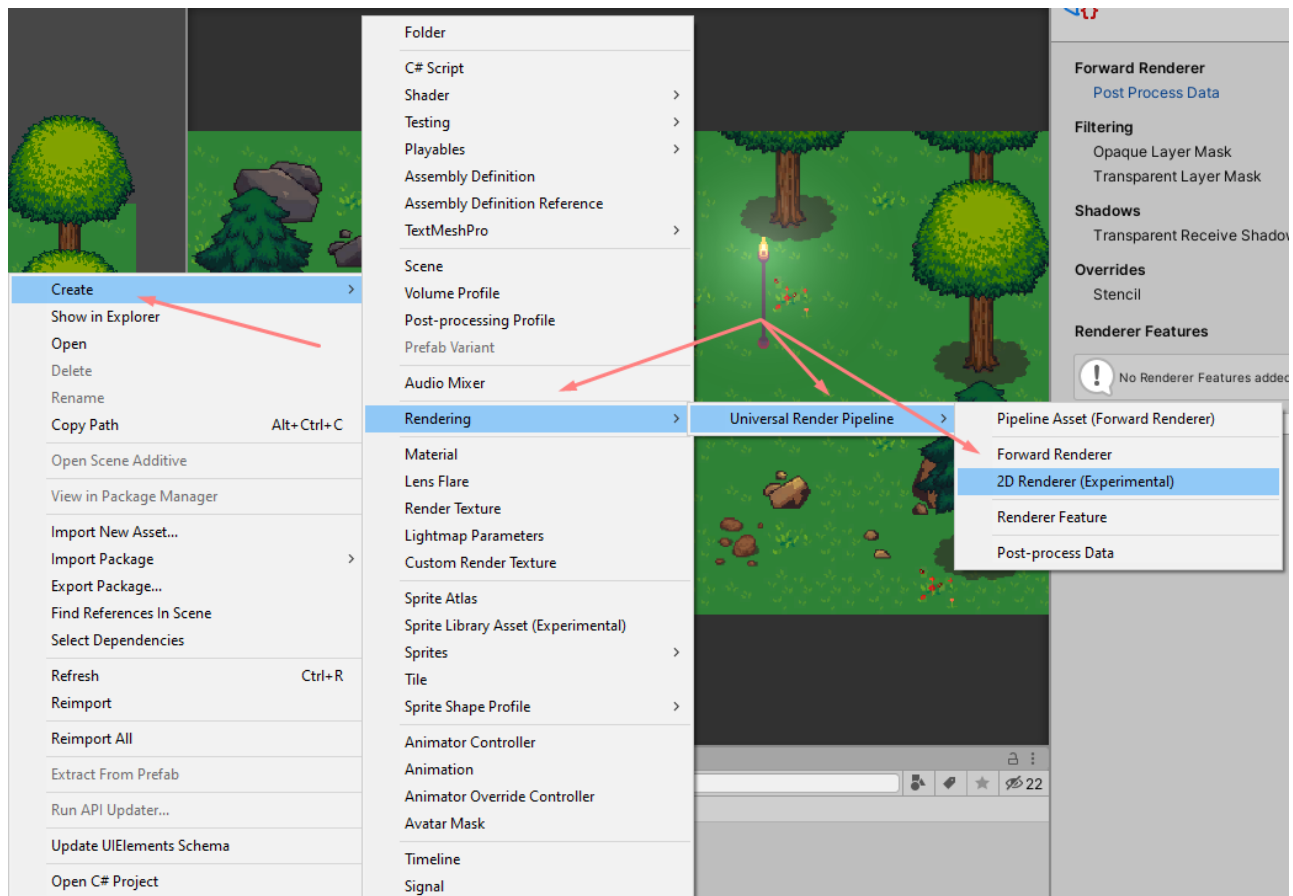 Create
Show in Explorer
Open
Delete
Rename
Copy Path Alt+Ctrl+C
Open Scene Additive
View in Package Manager
Import New Asset...
Import Package
Export Package...
Find References In Scene
Select Dependencies
Refresh Ctrl+R
Reimport
Reimport All
Extract From Prefab
Run API Updater...
Update UIElements Schema
Open C# Project
Folder
C# Script
Shader
Testing
Playables
Assembly Definition
Assembly Definition Reference
TextMeshPro
Scene
Volume Profile
Post-processing Profile
Prefab Variant
Audio Mixer
Rendering
Material
Lens Flare
Render Texture
Lightmap Parameters
Custom Render Texture
Sprite Atlas
Sprite Library Asset (Experimental)
Sprites
Tile
Sprite Shape Profile
Animator Controller
Animation
Animator Override Controller
Avatar Mask
Timeline
Signal
Universal Render Pipeline
Pipeline Asset (Forward Renderer)
Forward Renderer
2D Renderer (Experimental)
Renderer Feature
Post-process Data
22
{}
Forward Renderer
Post Process Data
Filtering
Opaque Layer Mask
Transparent Layer Mask
Shadows
Transparent Receive Shadow
Overrides
Stencil
Renderer Features
No Renderer Features added